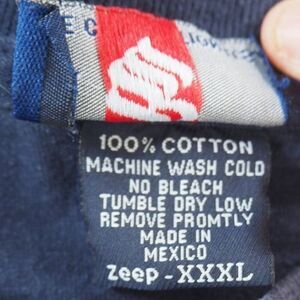 100% COTTON
MACHINE WASH COLD
NO BLEACH
TUMBLE DRY LOW
REMOVE PROMTLY
MADE IN
MEXICO
Zeep - XXXL